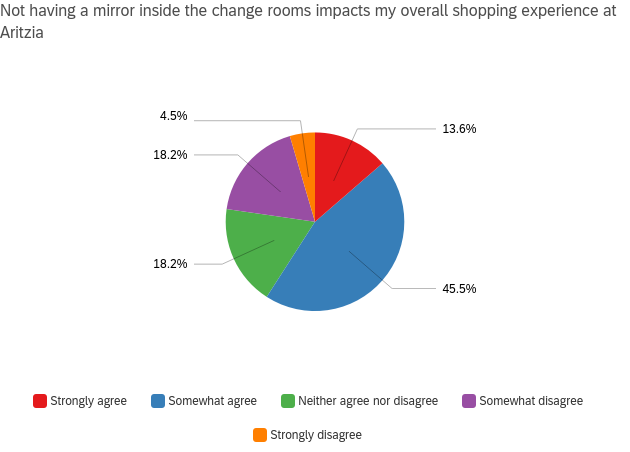 Not having a mirror inside the change rooms impacts my overall shopping experience at
Aritzia
4.5%
13.6%
18.2%
18.2%
45.5%
Strongly agree
Somewhat agree
Neither agree nor disagree
Somewhat disagree
Strongly disagree